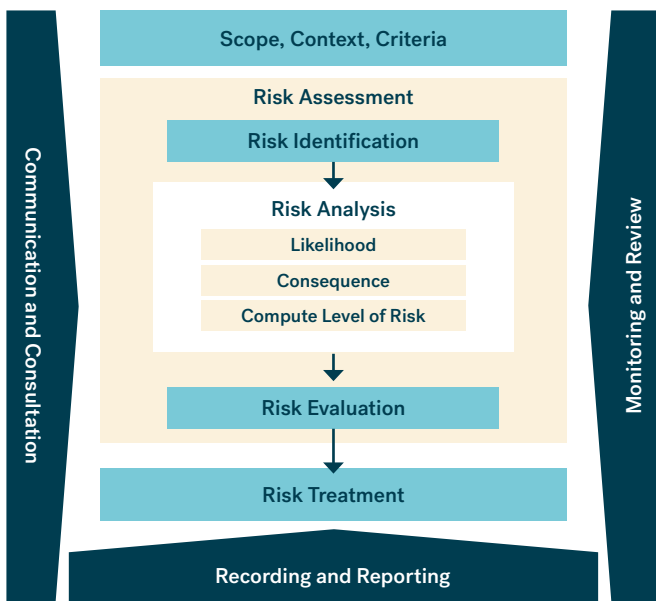 Scope, Context, Criteria
Risk Assessment
Risk Identification
Risk Analysis
Likelihood
Consequence
Compute Level of Risk
Risk Evaluation
Risk Treatment
Communication and Consultation
Monitoring and Review
Recording and Reporting